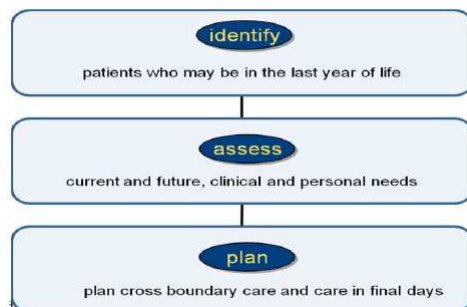 identify
patients who may be in the last year of life
assess
current and future, clinical and personal needs
plan
plan cross boundary care and care in final days